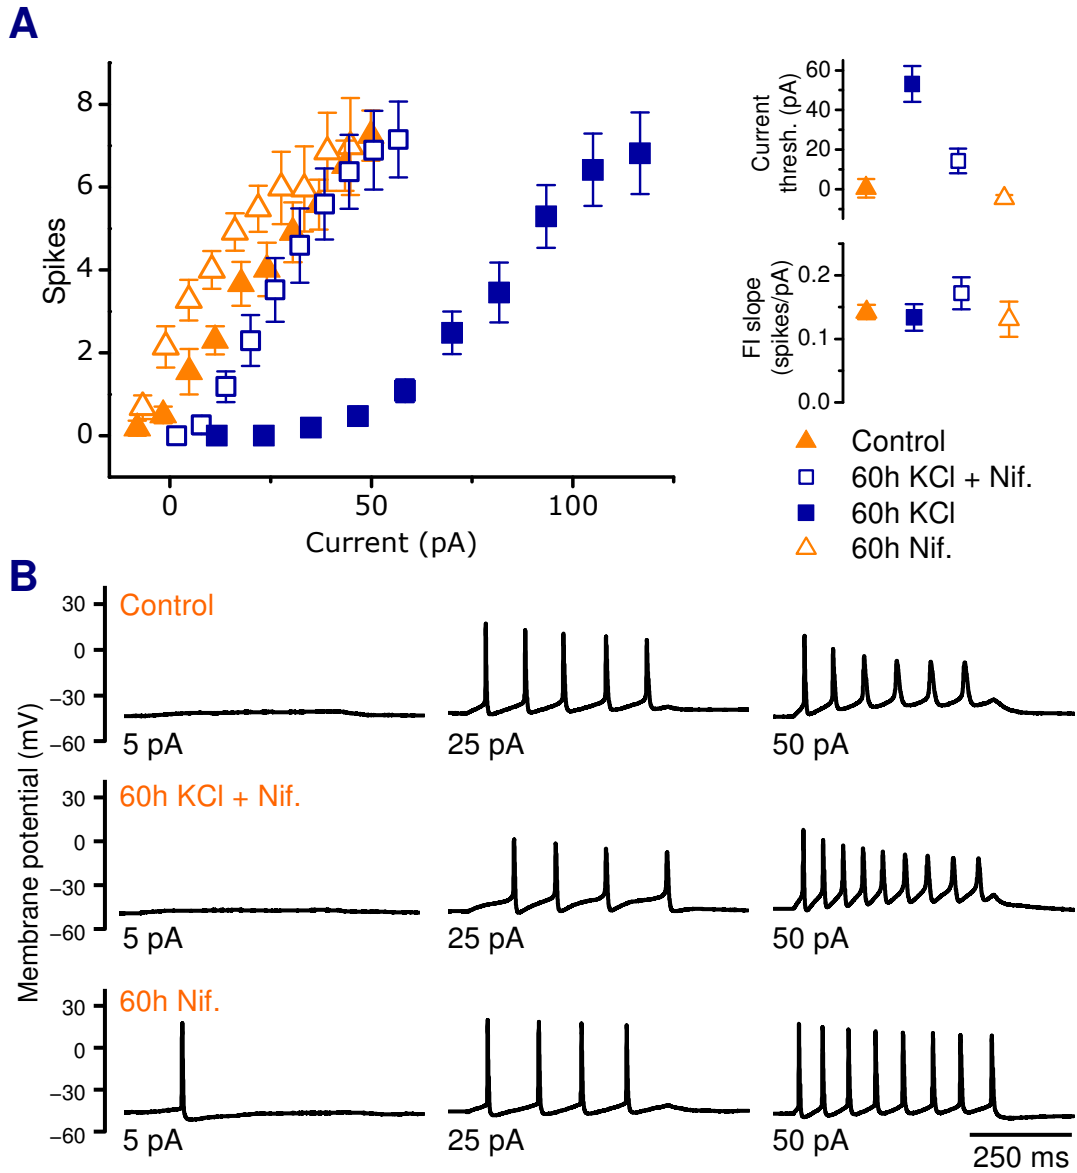 A
8
6
4
2
0
Spikes
0 50 100
Current (pA)
60
40
20
0
Current
thresh. (pA)
0.2
0.1
0.0
FI slope
(spikes/pA)
Control
60h KCl + Nif.
60h KCl
60h Nif.
B
Membrane potential (mV)
30
0
−30
−60
Control
5 pA 25 pA 50 pA
30
0
−30
−60
60h KCl + Nif.
5 pA 25 pA 50 pA
30
0
−30
−60
60h Nif.
5 pA 25 pA 50 pA
250 ms